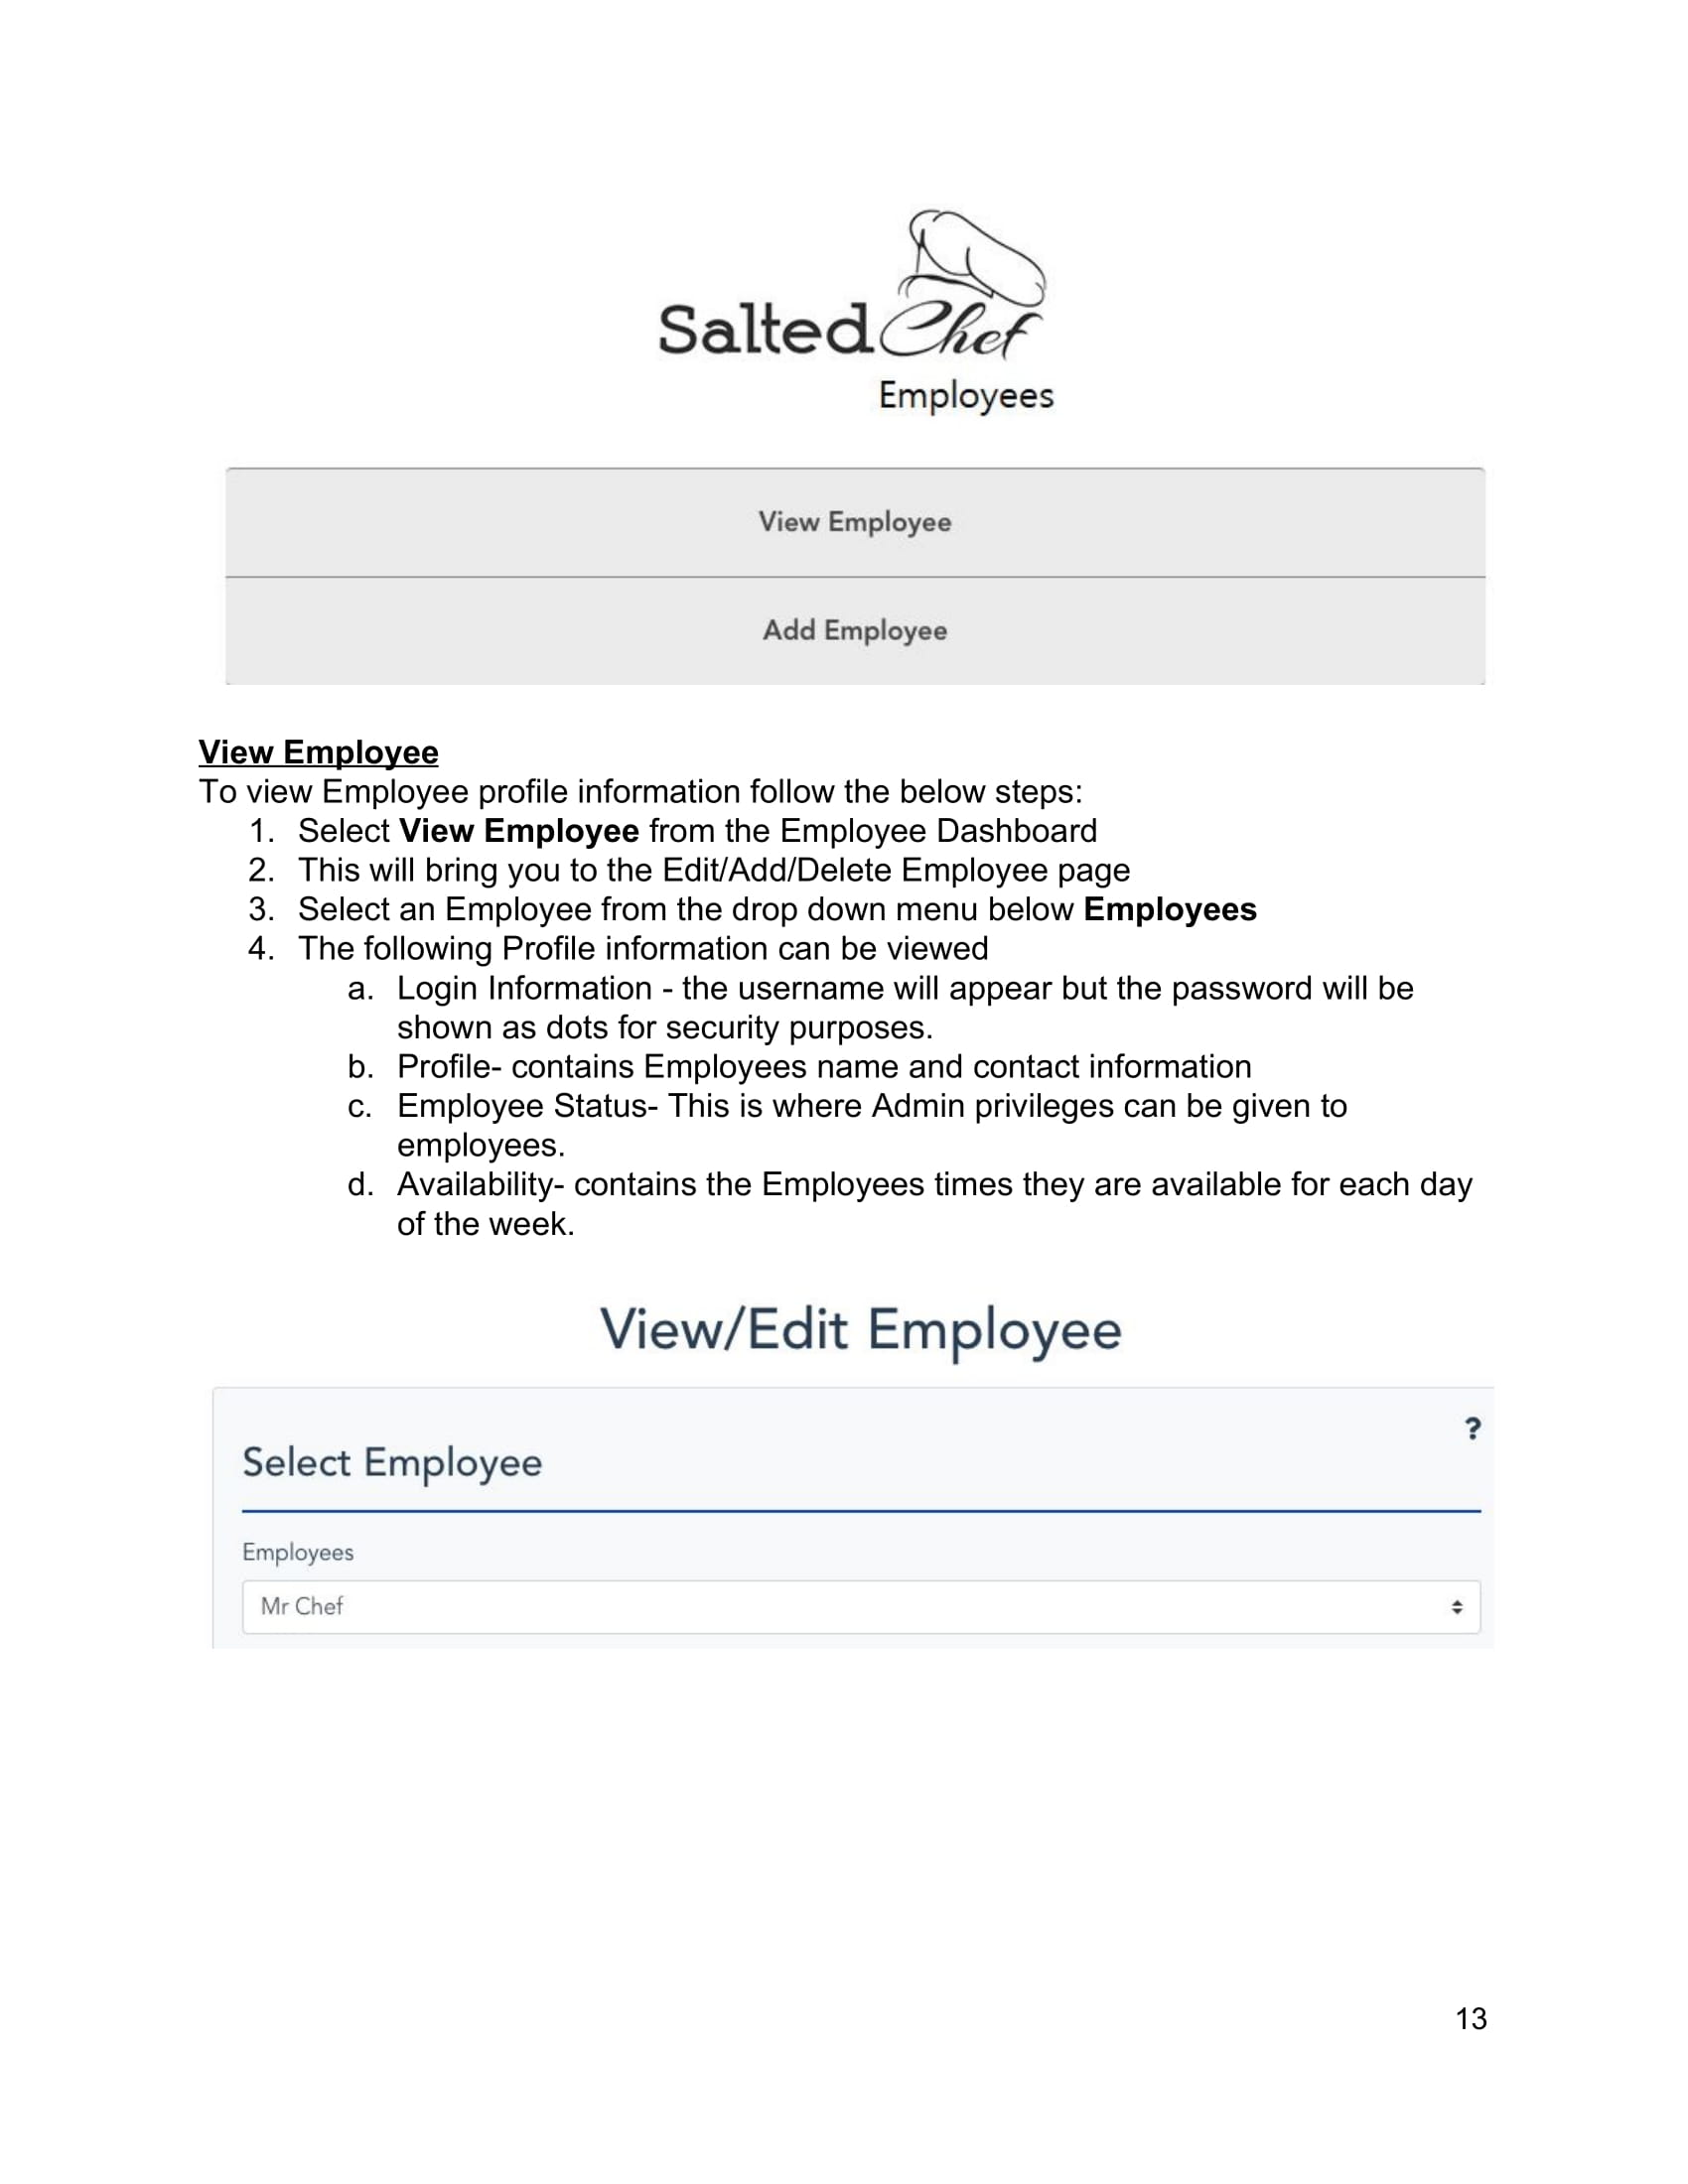 Salted Chef
Employees
View Employee
Add Employee
View Employee
To view Employee profile information follow the below steps:
1. Select View Employee from the Employee Dashboard
2. This will bring you to the Edit/Add/Delete Employee page
3. Select an Employee from the drop down menu below Employees
4. The following Profile information can be viewed
a. Login Information - the username will appear but the password will be
shown as dots for security purposes.
b. Profile- contains Employees name and contact information
c. Employee Status- This is where Admin privileges can be given to
employees.
d. Availability- contains the Employees times they are available for each day
of the week.
View/Edit Employee
?
Select Employee
Employees
Mr Chef
13